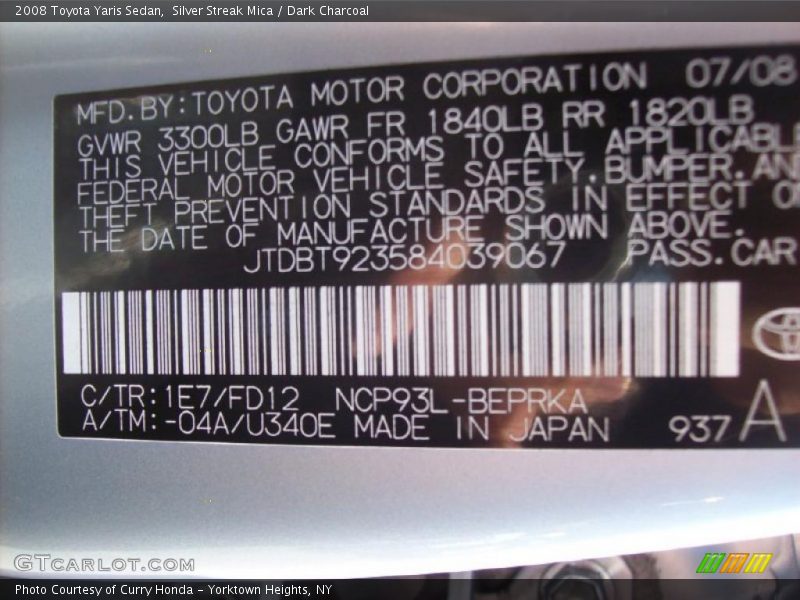 2008 Toyota Yaris Sedan,  Silver Streak Mica / Dark Charcoal
MFD.BY:TOYOTA MOTOR CORPORATION 07/08
GVWR 3300LB GAWR FR 1840LB RR 1820LB
THIS VEHICLE CONFORMS TO ALL APPLICABLE
FEDERAL MOTOR VEHICLE SAFETY.BUMPER.AN
THEFT PREVENTION STANDARDS IN EFFECT O
THE DATE OF MANUFACTURE SHOWN ABOVE.
JTDBT923584039067 PASS.CAR
C/TR:1E7/FD12 NCP93L-BEPRKA
A/TM:-04A/U340E MADE IN JAPAN 937 A
GTCARLOT.COM
Photo Courtesy of Curry Honda - Yorktown Heights, NY